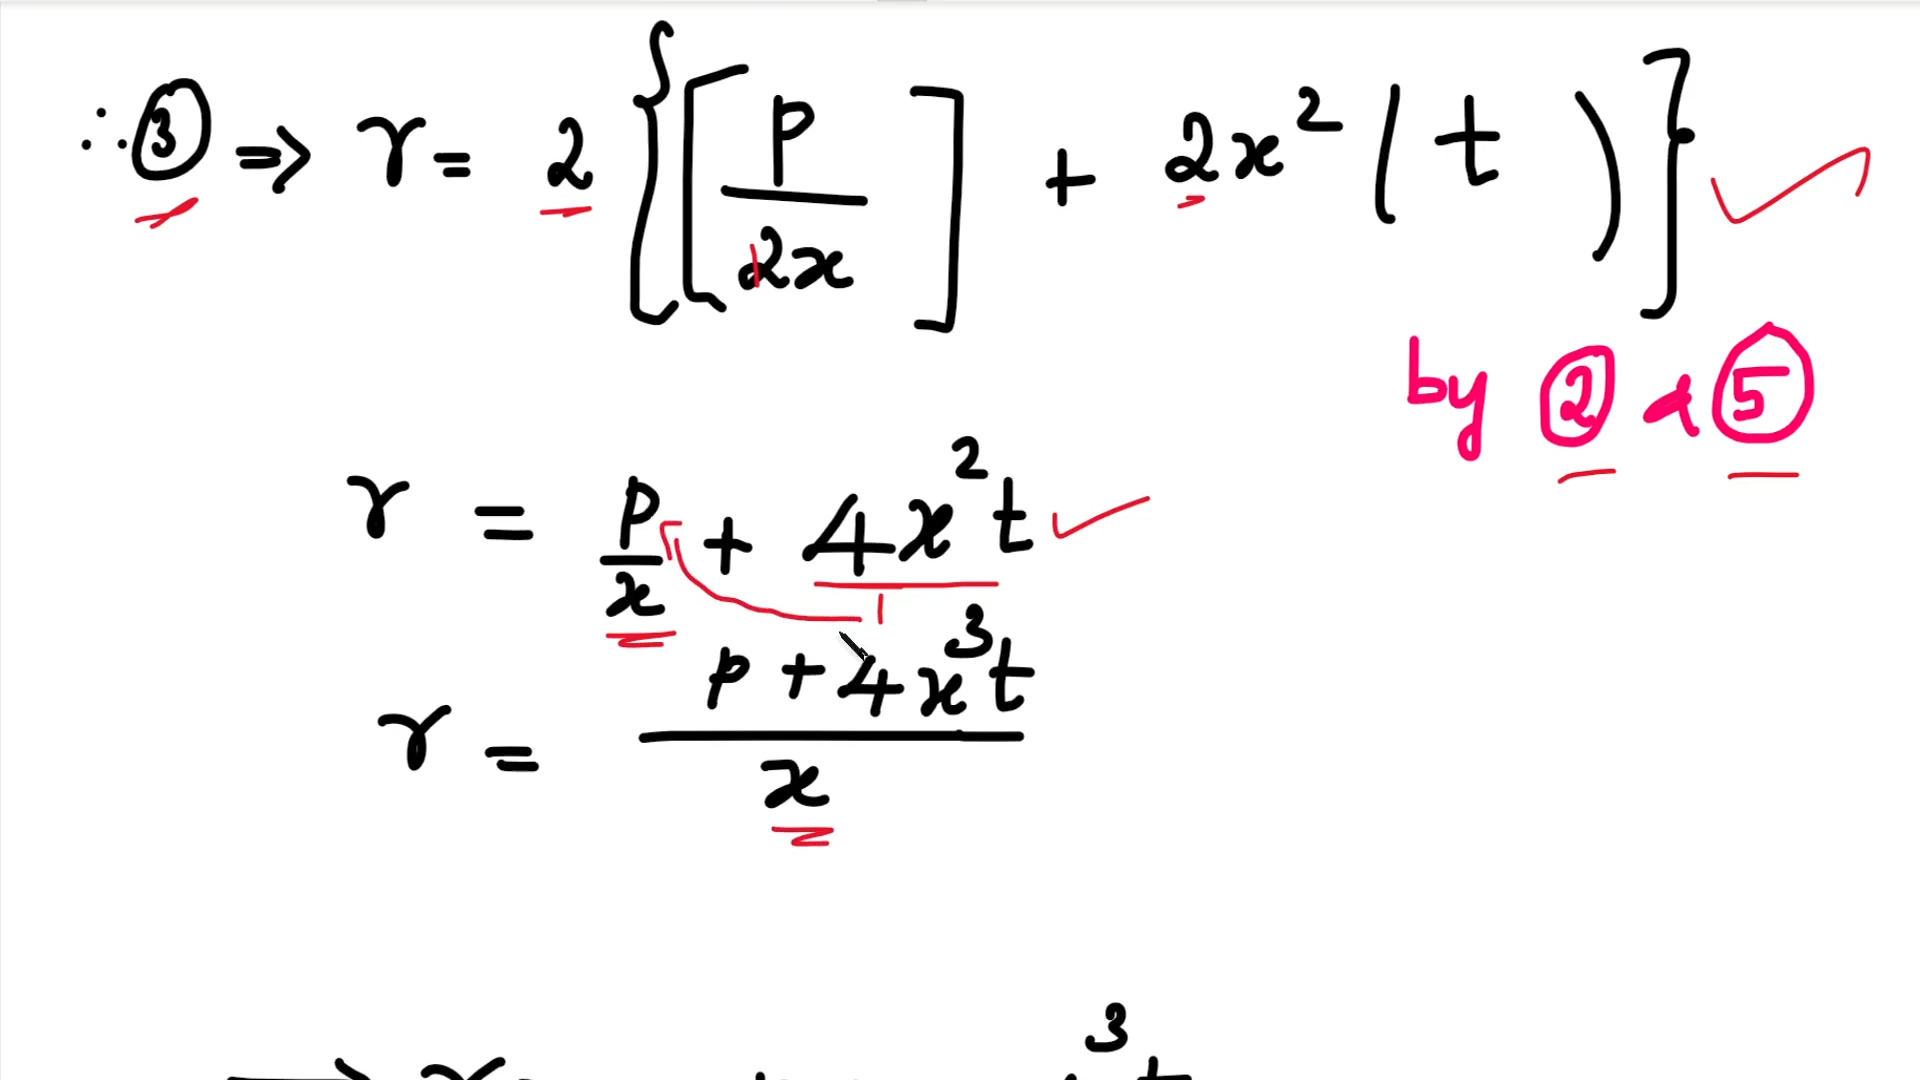 ∴ ③ ⇒ r = 2 { [ p / 2x ] + 2x² ( t ) }
by ② & ⑤
r = p/x + 4x²t
r = (p + 4x³t) / x